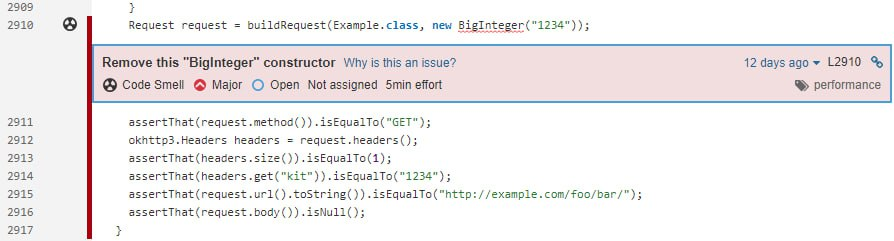 2909 }
2910 Request request = buildRequest(Example.class, new BigInteger("1234"));
Remove this "BigInteger" constructor Why is this an issue? 12 days ago L2910
Code Smell Major Open Not assigned 5min effort performance
2911 assertThat(request.method()).isEqualTo("GET");
2912 okhttp3.Headers headers = request.headers();
2913 assertThat(headers.size()).isEqualTo(1);
2914 assertThat(headers.get("kit")).isEqualTo("1234");
2915 assertThat(request.url().toString()).isEqualTo("http://example.com/foo/bar/");
2916 assertThat(request.body()).isNull();
2917 }